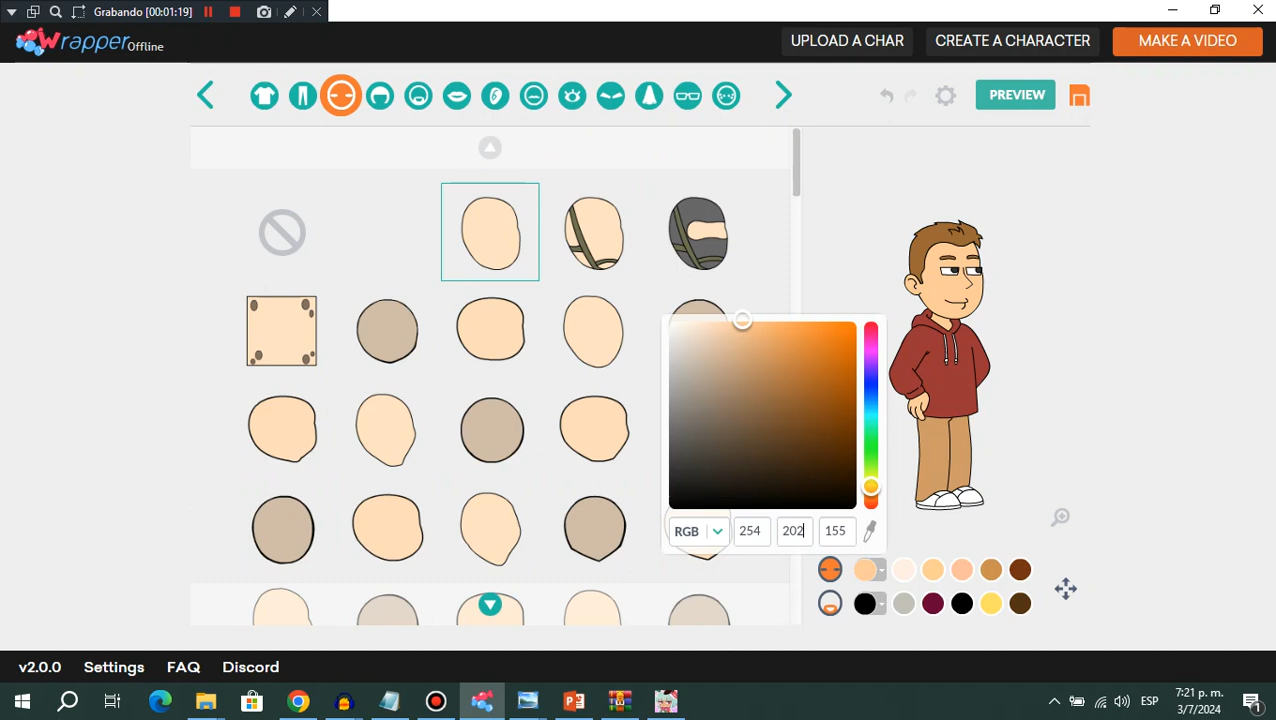 Grabando [00:01:19]
Wrapper Offline
UPLOAD A CHAR
CREATE A CHARACTER
MAKE A VIDEO
PREVIEW
RGB
254
202
155
v2.0.0
Settings
FAQ
Discord
ESP
7:21 p. m.
3/7/2024
1